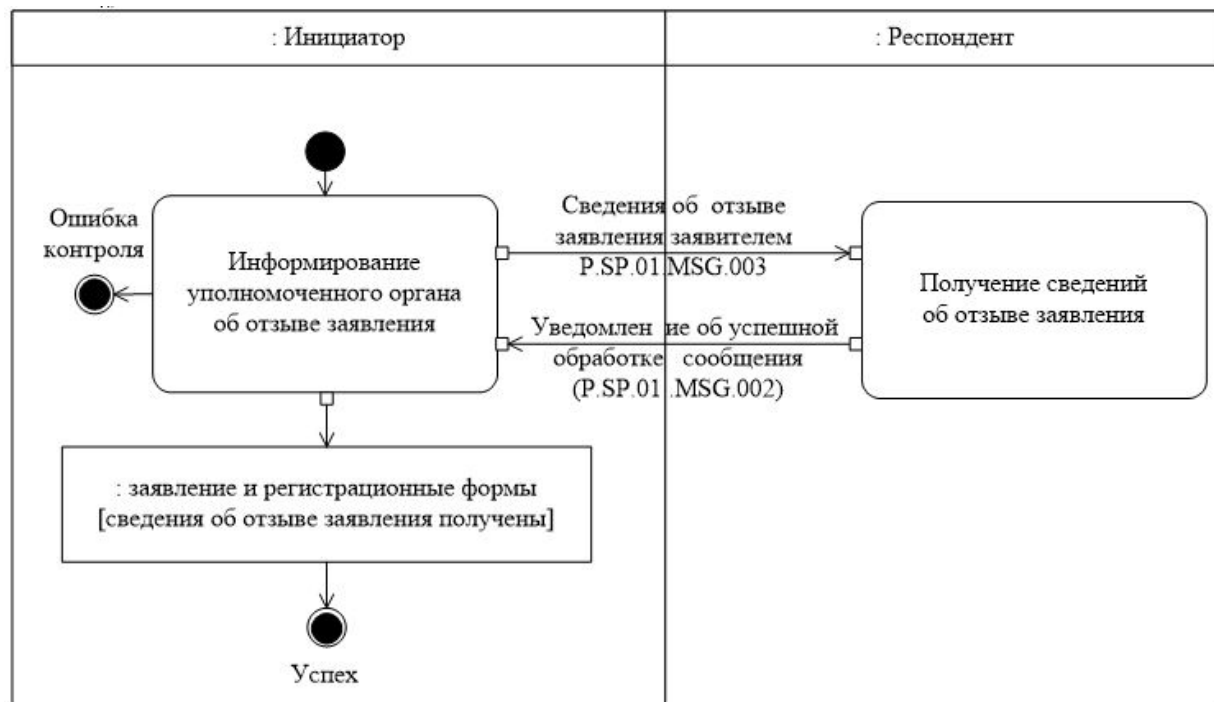 : Инициатор
: Респондент
Ошибка
контроля
Информирование
уполномоченного органа
об отзыве заявления
Сведения об отзыве
заявления заявителем
P.SP.01.MSG.003
Уведомлен ие об успешной
обработке сообщения
(P.SP.01 .MSG.002)
Получение сведений
об отзыве заявления
: заявление и регистрационные формы
[сведения об отзыве заявления получены]
Успех